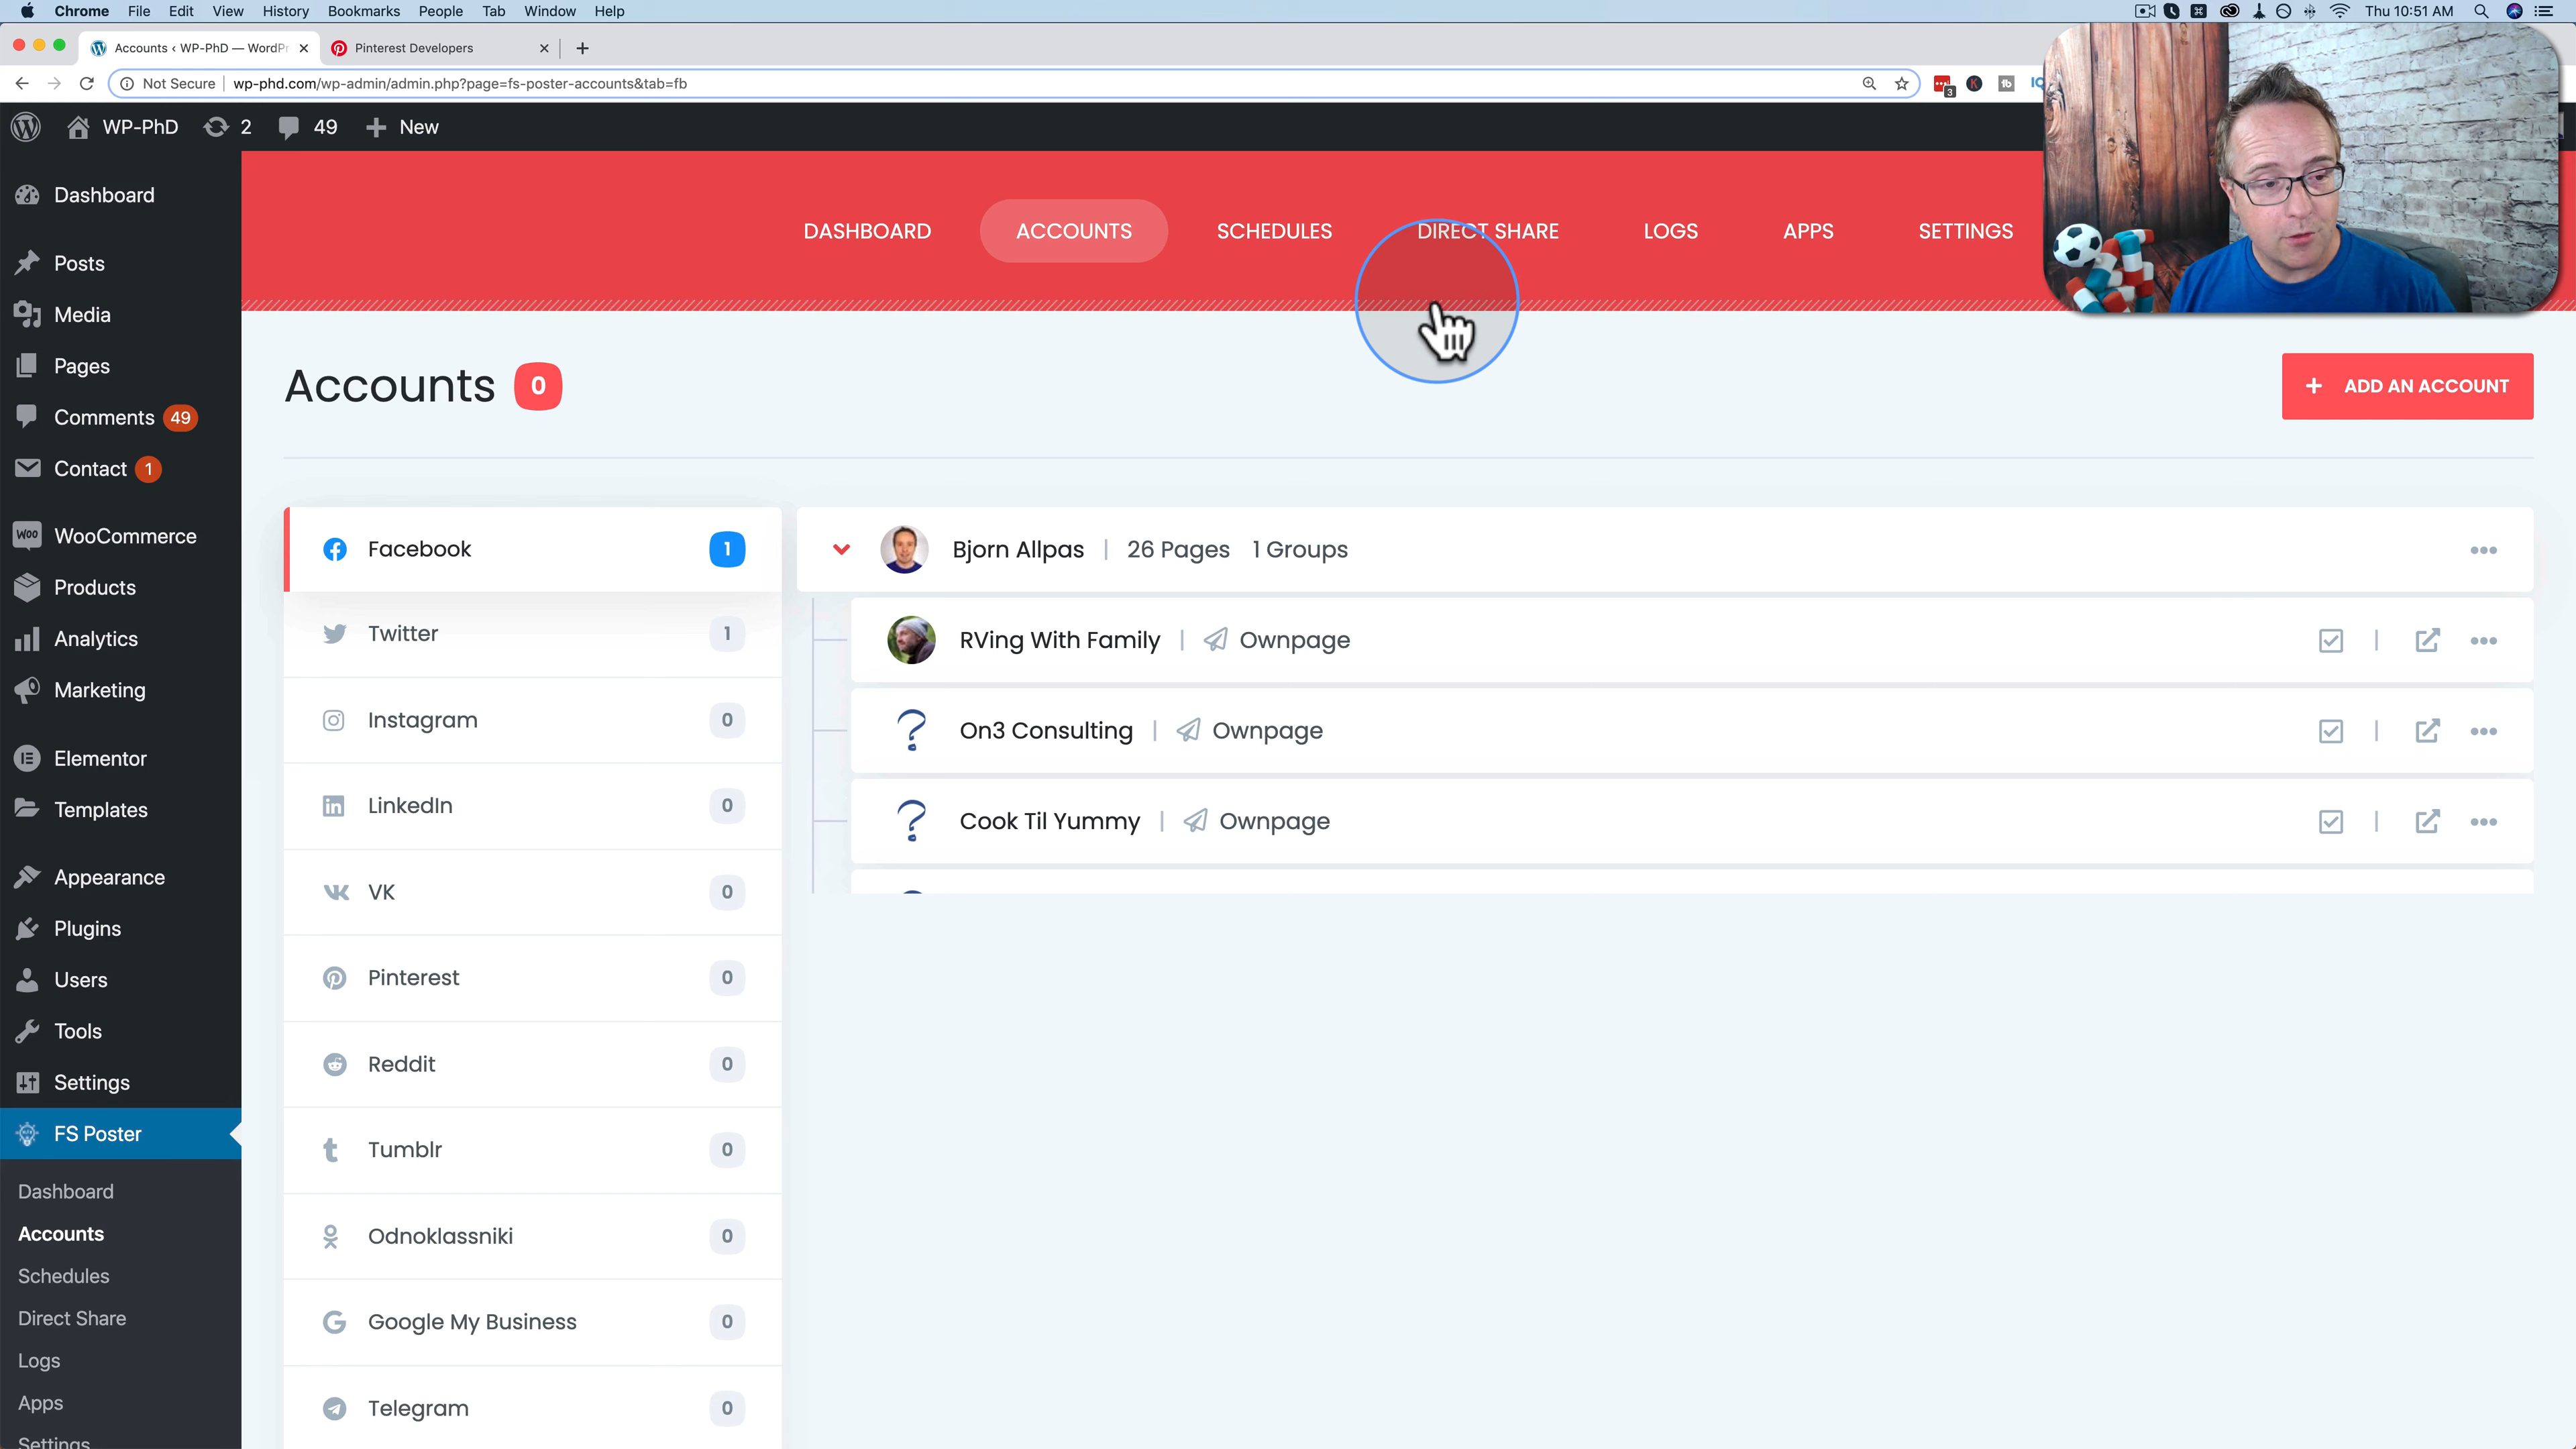 Chrome File Edit View History Bookmarks People Tab Window Help Thu 10:51 AM
Accounts ‹ WP-PhD — WordPr Pinterest Developers
Not Secure wp-phd.com/wp-admin/admin.php?page=fs-poster-accounts&tab=fb 3
WP-PhD 2 49 New
DASHBOARD ACCOUNTS SCHEDULES DIRECT SHARE LOGS APPS SETTINGS
Dashboard
Posts
Media
Pages
Comments 49
Contact 1
WooCommerce
Products
Analytics
Marketing
Elementor
Templates
Appearance
Plugins
Users
Tools
Settings
FS Poster
Dashboard
Accounts
Schedules
Direct Share
Logs
Apps
Settings
Accounts 0
+ ADD AN ACCOUNT
Facebook 1
Twitter 1
Instagram 0
LinkedIn 0
VK 0
Pinterest 0
Reddit 0
Tumblr 0
Odnoklassniki 0
Google My Business 0
Telegram 0
Bjorn Allpas | 26 Pages 1 Groups
RVing With Family | Ownpage
On3 Consulting | Ownpage
Cook Til Yummy | Ownpage